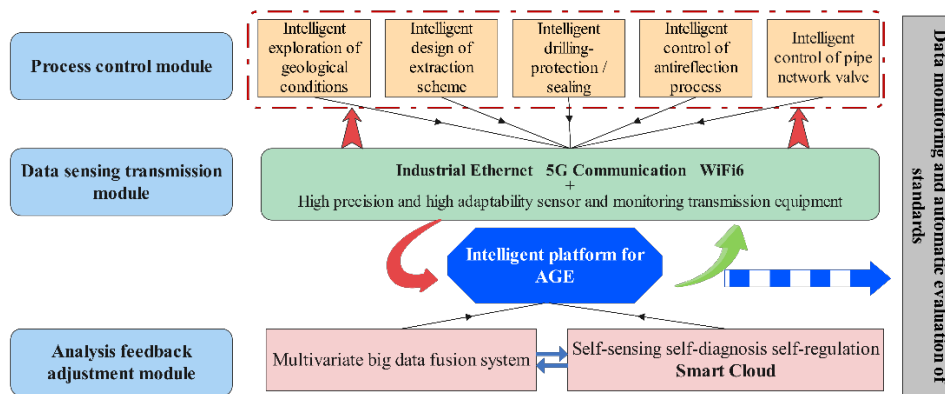 Process control module
Intelligent
exploration of
geological
conditions
Intelligent
design of
extraction
scheme
Intelligent
drilling-
protection /
sealing
Intelligent
control of
antireflection
process
Intelligent
control of pipe
network valve
Data sensing transmission
module
Industrial Ethernet 5G Communication WiFi6
+
High precision and high adaptability sensor and monitoring transmission equipment
Intelligent platform for
AGE
Analysis feedback
adjustment module
Multivariate big data fusion system
Self-sensing self-diagnosis self-regulation
Smart Cloud
Data monitoring and automatic evaluation of
standards